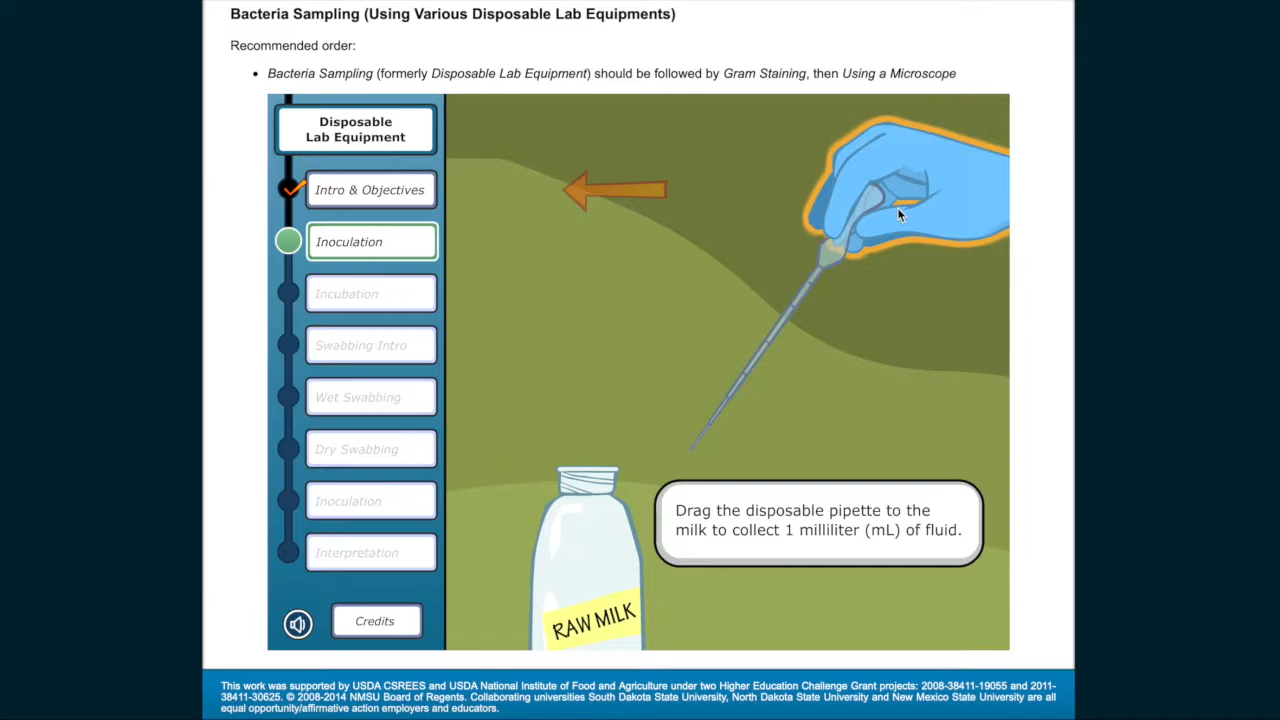 Bacteria Sampling (Using Various Disposable Lab Equipments)
Recommended order:
• Bacteria Sampling (formerly Disposable Lab Equipment) should be followed by Gram Staining, then Using a Microscope
Disposable
Lab Equipment
Intro & Objectives
Inoculation
Incubation
Swabbing Intro
Wet Swabbing
Dry Swabbing
Inoculation
Interpretation
Credits
Drag the disposable pipette to the
milk to collect 1 milliliter (mL) of fluid.
RAW MILK
This work was supported by USDA CSREES and USDA National Institute of Food and Agriculture under two Higher Education Challenge Grant projects: 2008-38411-19055 and 2011-
38411-30625. © 2008-2014 NMSU Board of Regents. Collaborating universities South Dakota State University, North Dakota State University and New Mexico State University are all
equal opportunity/affirmative action employers and educators.